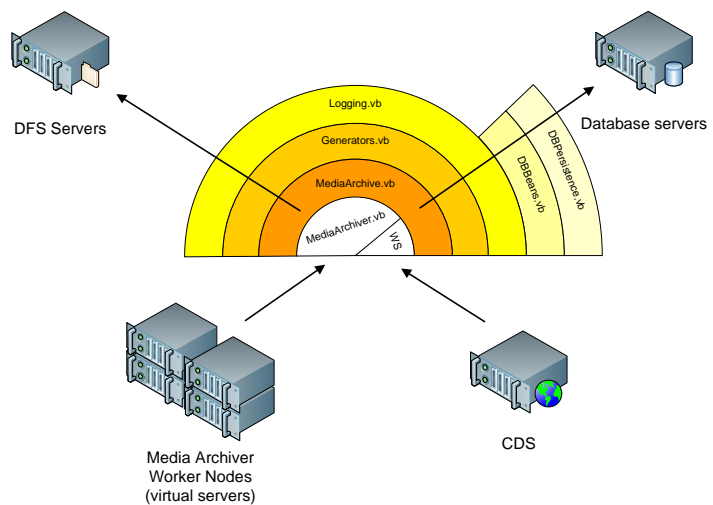 DFS Servers
Database servers
Logging.vb
Generators.vb
MediaArchive.vb
MediaArchiver.vb
WS
DBBeans.vb
DBPersistence.vb
Media Archiver
Worker Nodes
(virtual servers)
CDS